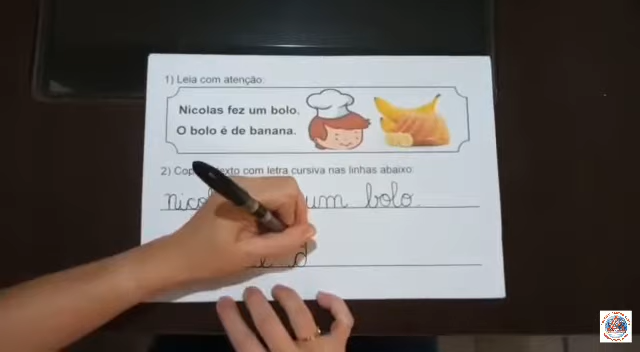 1) Leia com atenção:
Nicolas fez um bolo.
O bolo é de banana.
2) texto com letra cursiva nas linhas abaixo:
um bolo.
d